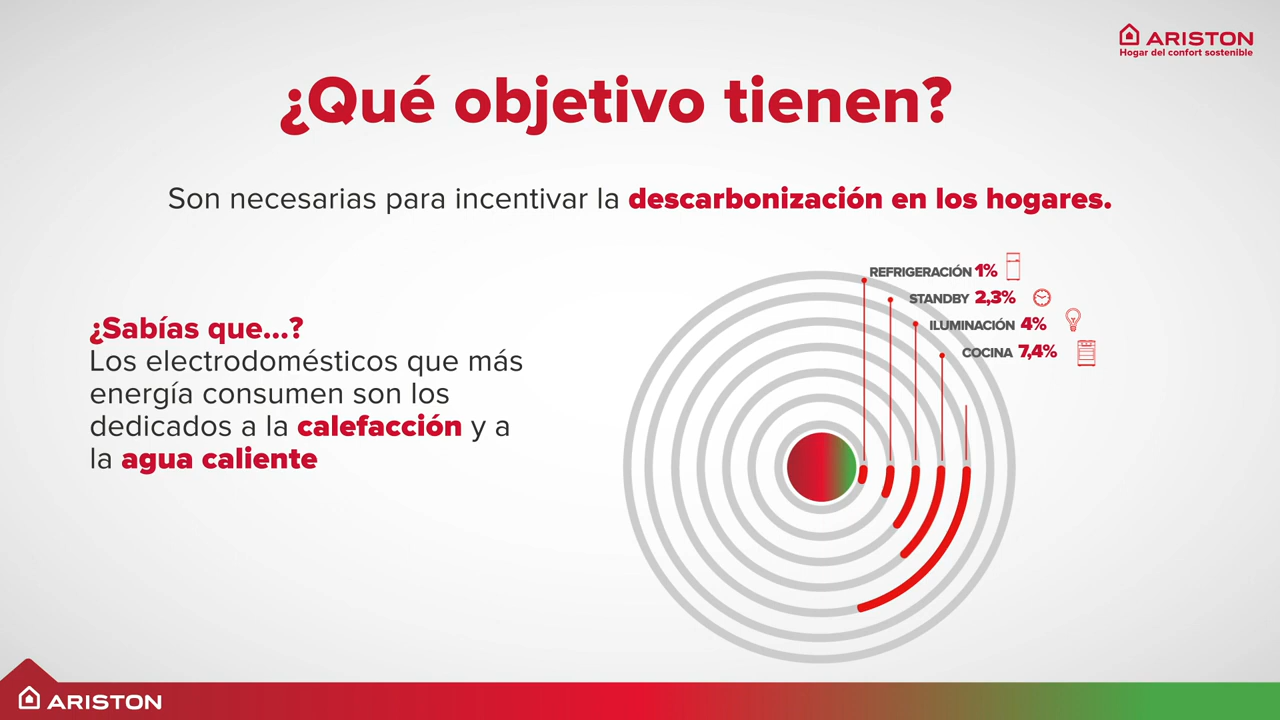 ARISTON
Hogar del confort sostenible
¿Qué objetivo tienen?
Son necesarias para incentivar la descarbonización en los hogares.
REFRIGERACIÓN 1%
STANDBY 2,3%
ILUMINACIÓN 4%
COCINA 7,4%
¿Sabías que...?
Los electrodomésticos que más
energía consumen son los
dedicados a la calefacción y a
la agua caliente
ARISTON